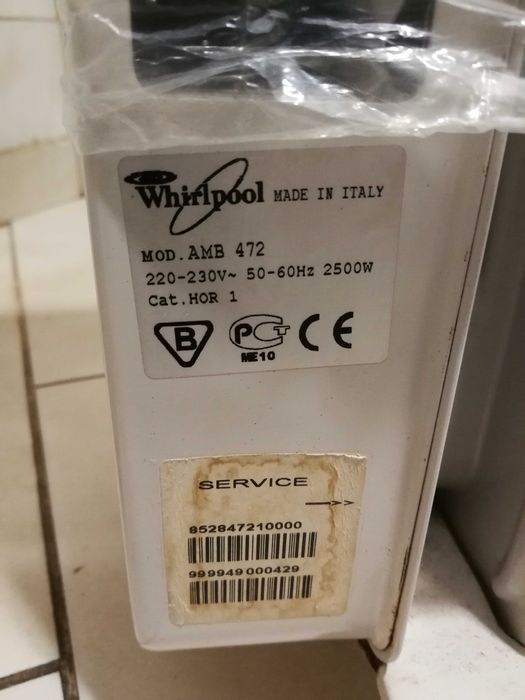 Whirlpool MADE IN ITALY
MOD.AMB 472
220-230V~ 50-60Hz 2500W
Cat.HOR 1
B PCT CE
ME10
SERVICE
852847210000
999949000429